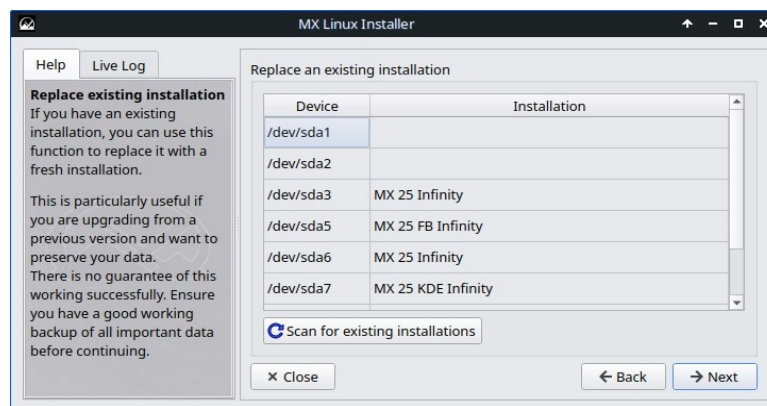 MX Linux Installer
Help
Live Log
Replace existing installation
If you have an existing
installation, you can use this
function to replace it with a
fresh installation.
This is particularly useful if
you are upgrading from a
previous version and want to
preserve your data.
There is no guarantee of this
working successfully. Ensure
you have a good working
backup of all important data
before continuing.
Replace an existing installation
Device Installation
/dev/sda1
/dev/sda2
/dev/sda3 MX 25 Infinity
/dev/sda5 MX 25 FB Infinity
/dev/sda6 MX 25 Infinity
/dev/sda7 MX 25 KDE Infinity
Scan for existing installations
Close
Back
Next